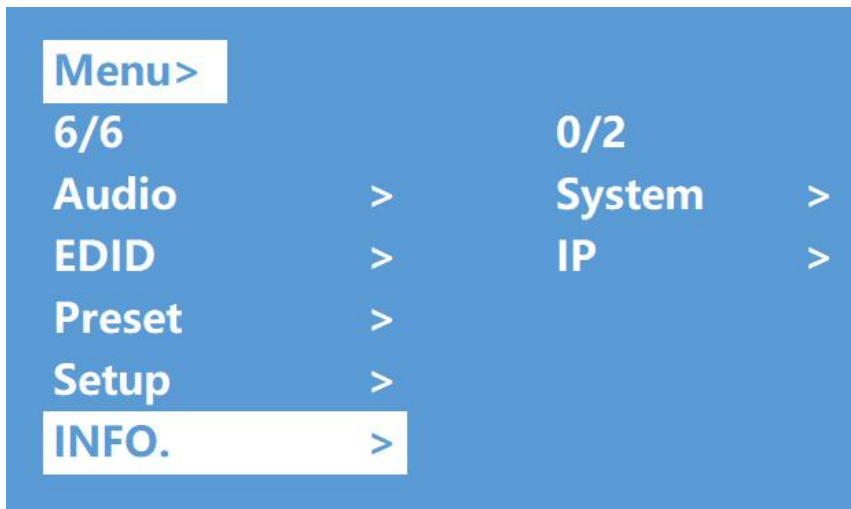 Menu>
6/6 0/2
Audio > System >
EDID > IP >
Preset >
Setup >
INFO. >